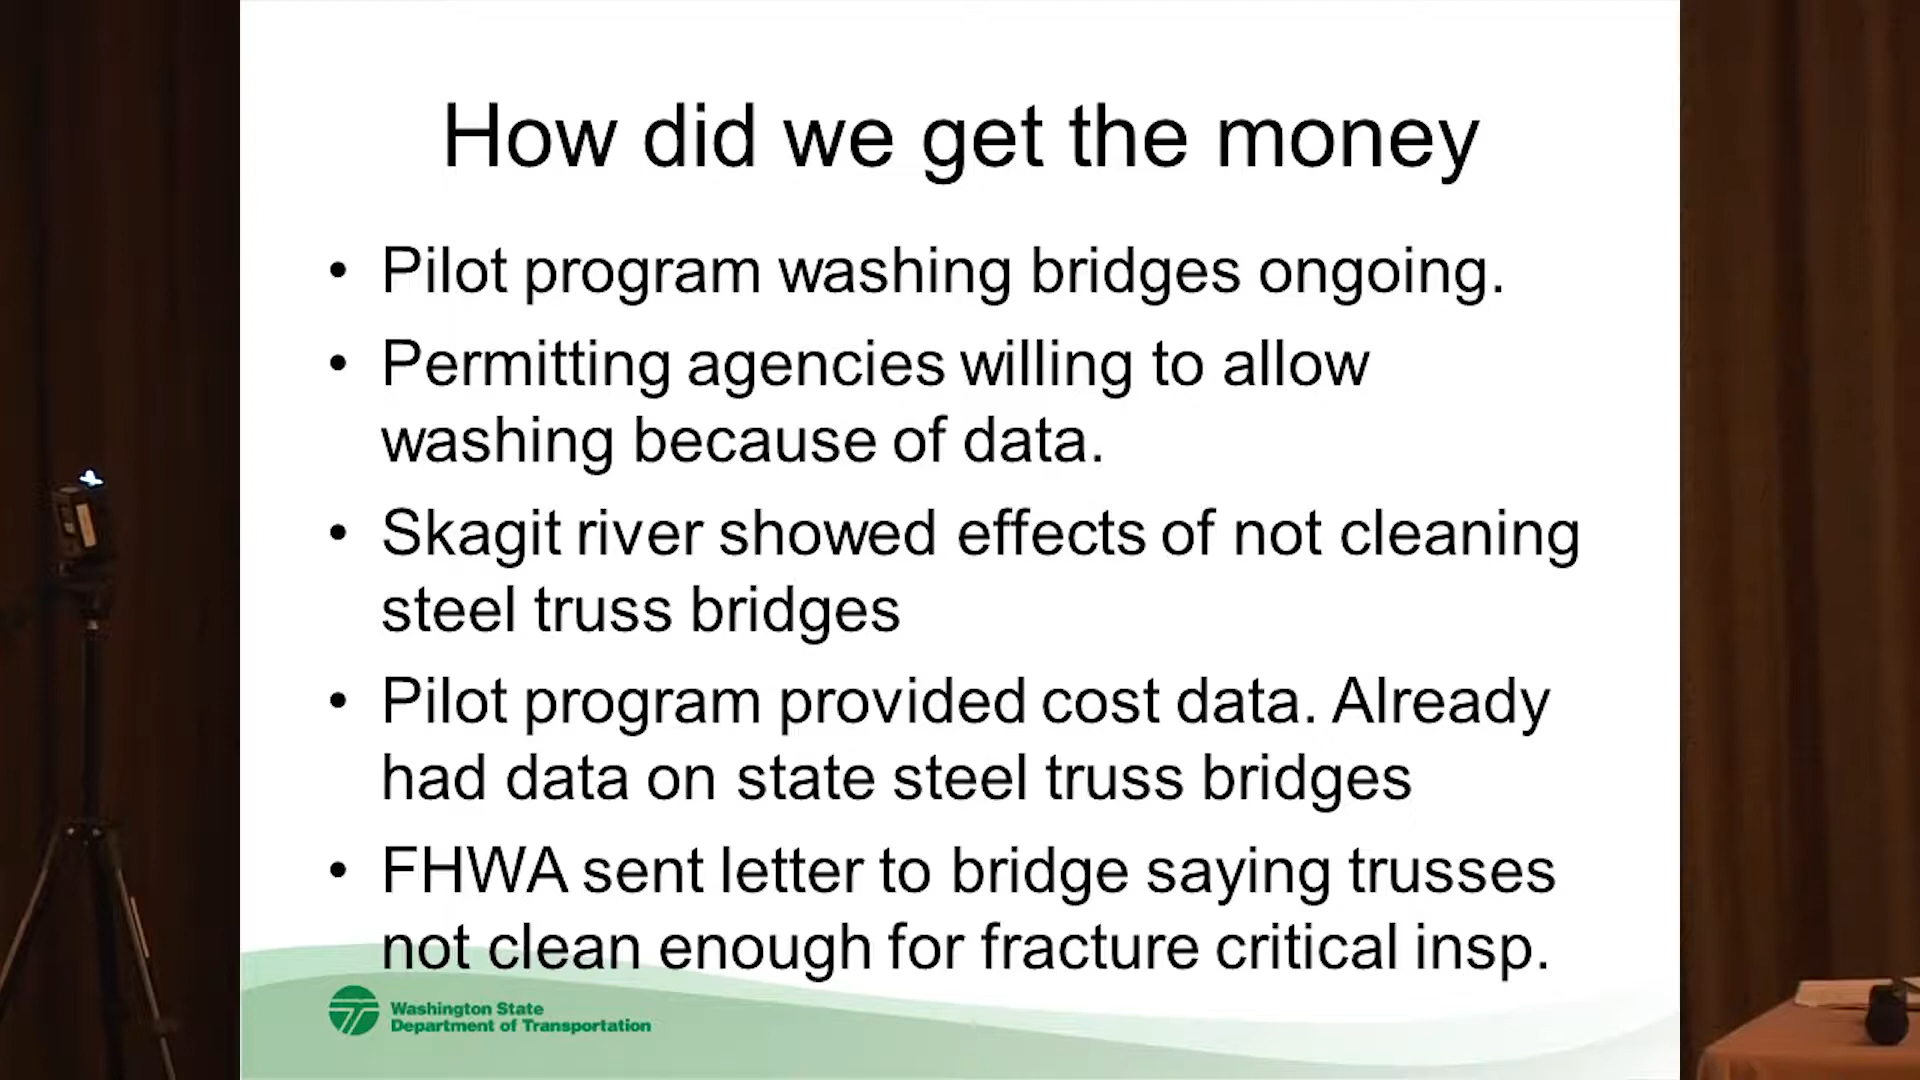 How did we get the money
• Pilot program washing bridges ongoing.
• Permitting agencies willing to allow
washing because of data.
• Skagit river showed effects of not cleaning
steel truss bridges
• Pilot program provided cost data. Already
had data on state steel truss bridges
• FHWA sent letter to bridge saying trusses
not clean enough for fracture critical insp.
Washington State
Department of Transportation